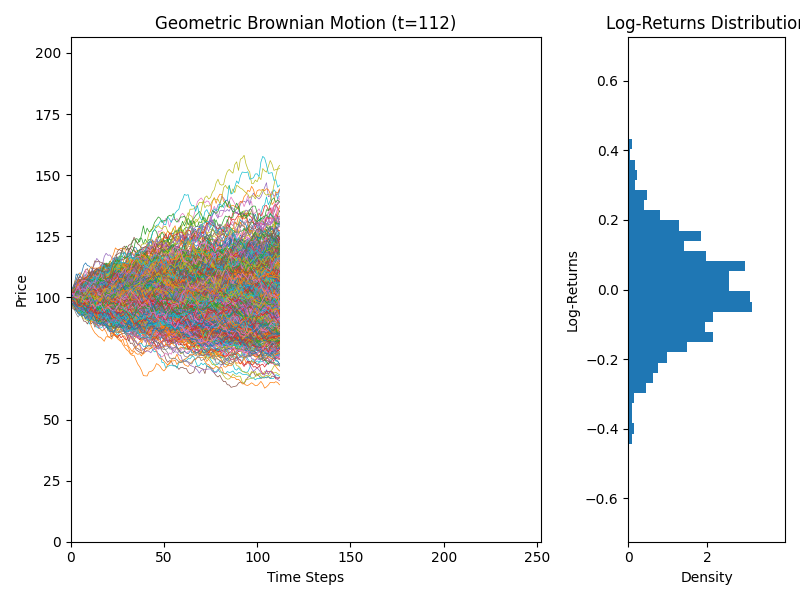 Geometric Brownian Motion (t=112)
Price
200
175
150
125
100
75
50
25
0
0 50 100 150 200 250
Time Steps
Log-Returns Distribution
Log-Returns
0.6
0.4
0.2
0.0
−0.2
−0.4
−0.6
0 2
Density